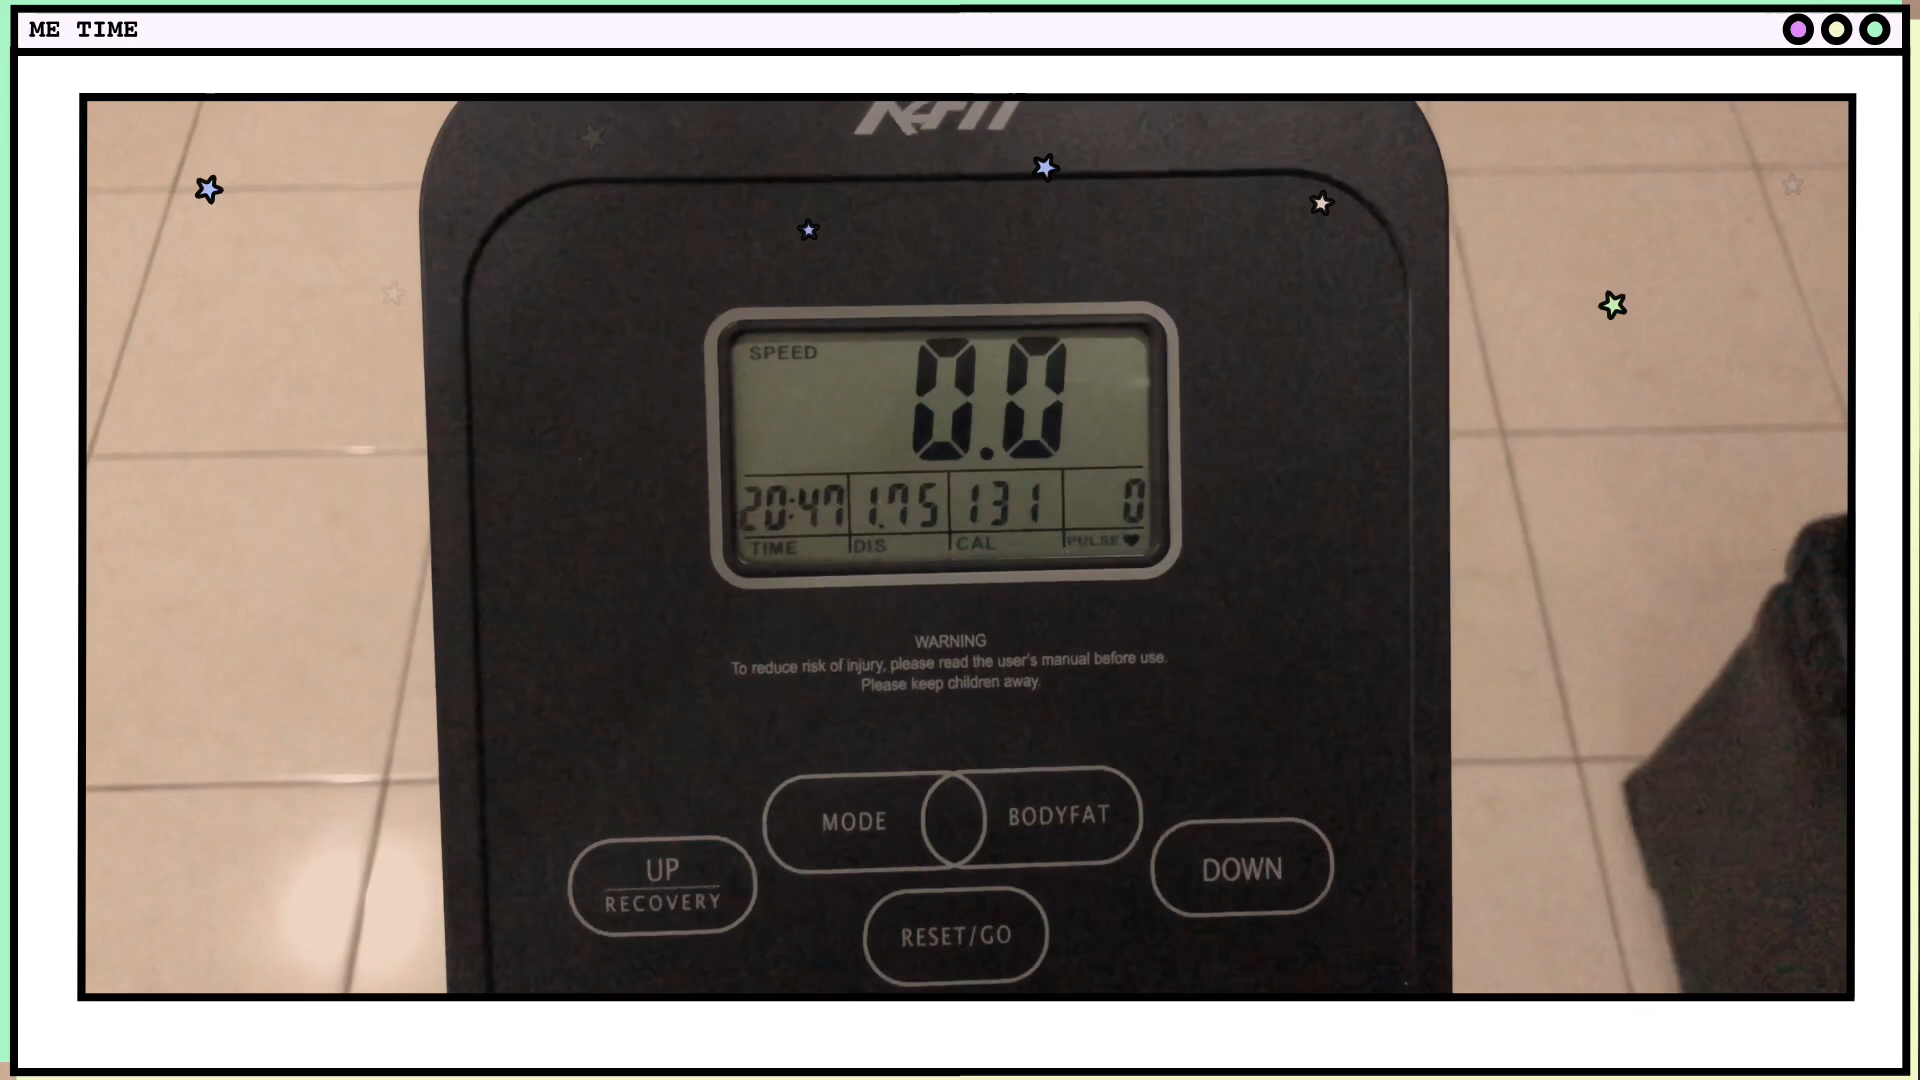 ME TIME
SPEED
0.0
20:47 1.75 131 0
TIME DIS CAL PULSE
WARNING
To reduce risk of injury, please read the user's manual before use.
Please keep children away.
MODE BODYFAT
UP DOWN
RECOVERY
RESET/GO